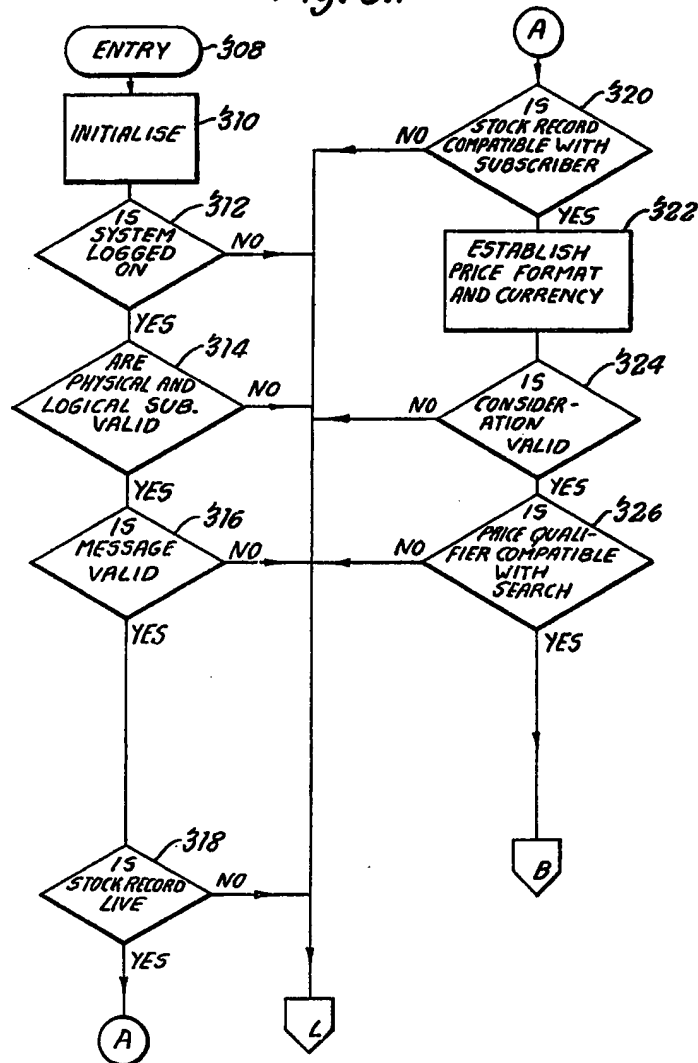 ENTRY
308
INITIALISE
310
IS
SYSTEM
LOGGED
ON
312
NO
YES
ARE
PHYSICAL AND
LOGICAL SUB.
VALID
314
NO
YES
IS
MESSAGE
VALID
316
NO
YES
IS
STOCK RECORD
LIVE
318
NO
YES
A
L
A
IS
STOCK RECORD
COMPATIBLE WITH
SUBSCRIBER
320
NO
YES
ESTABLISH
PRICE FORMAT
AND CURRENCY
322
IS
CONSIDER-
ATION
VALID
324
NO
YES
IS
PRICE QUALI-
FIER COMPATIBLE
WITH
SEARCH
326
NO
YES
B